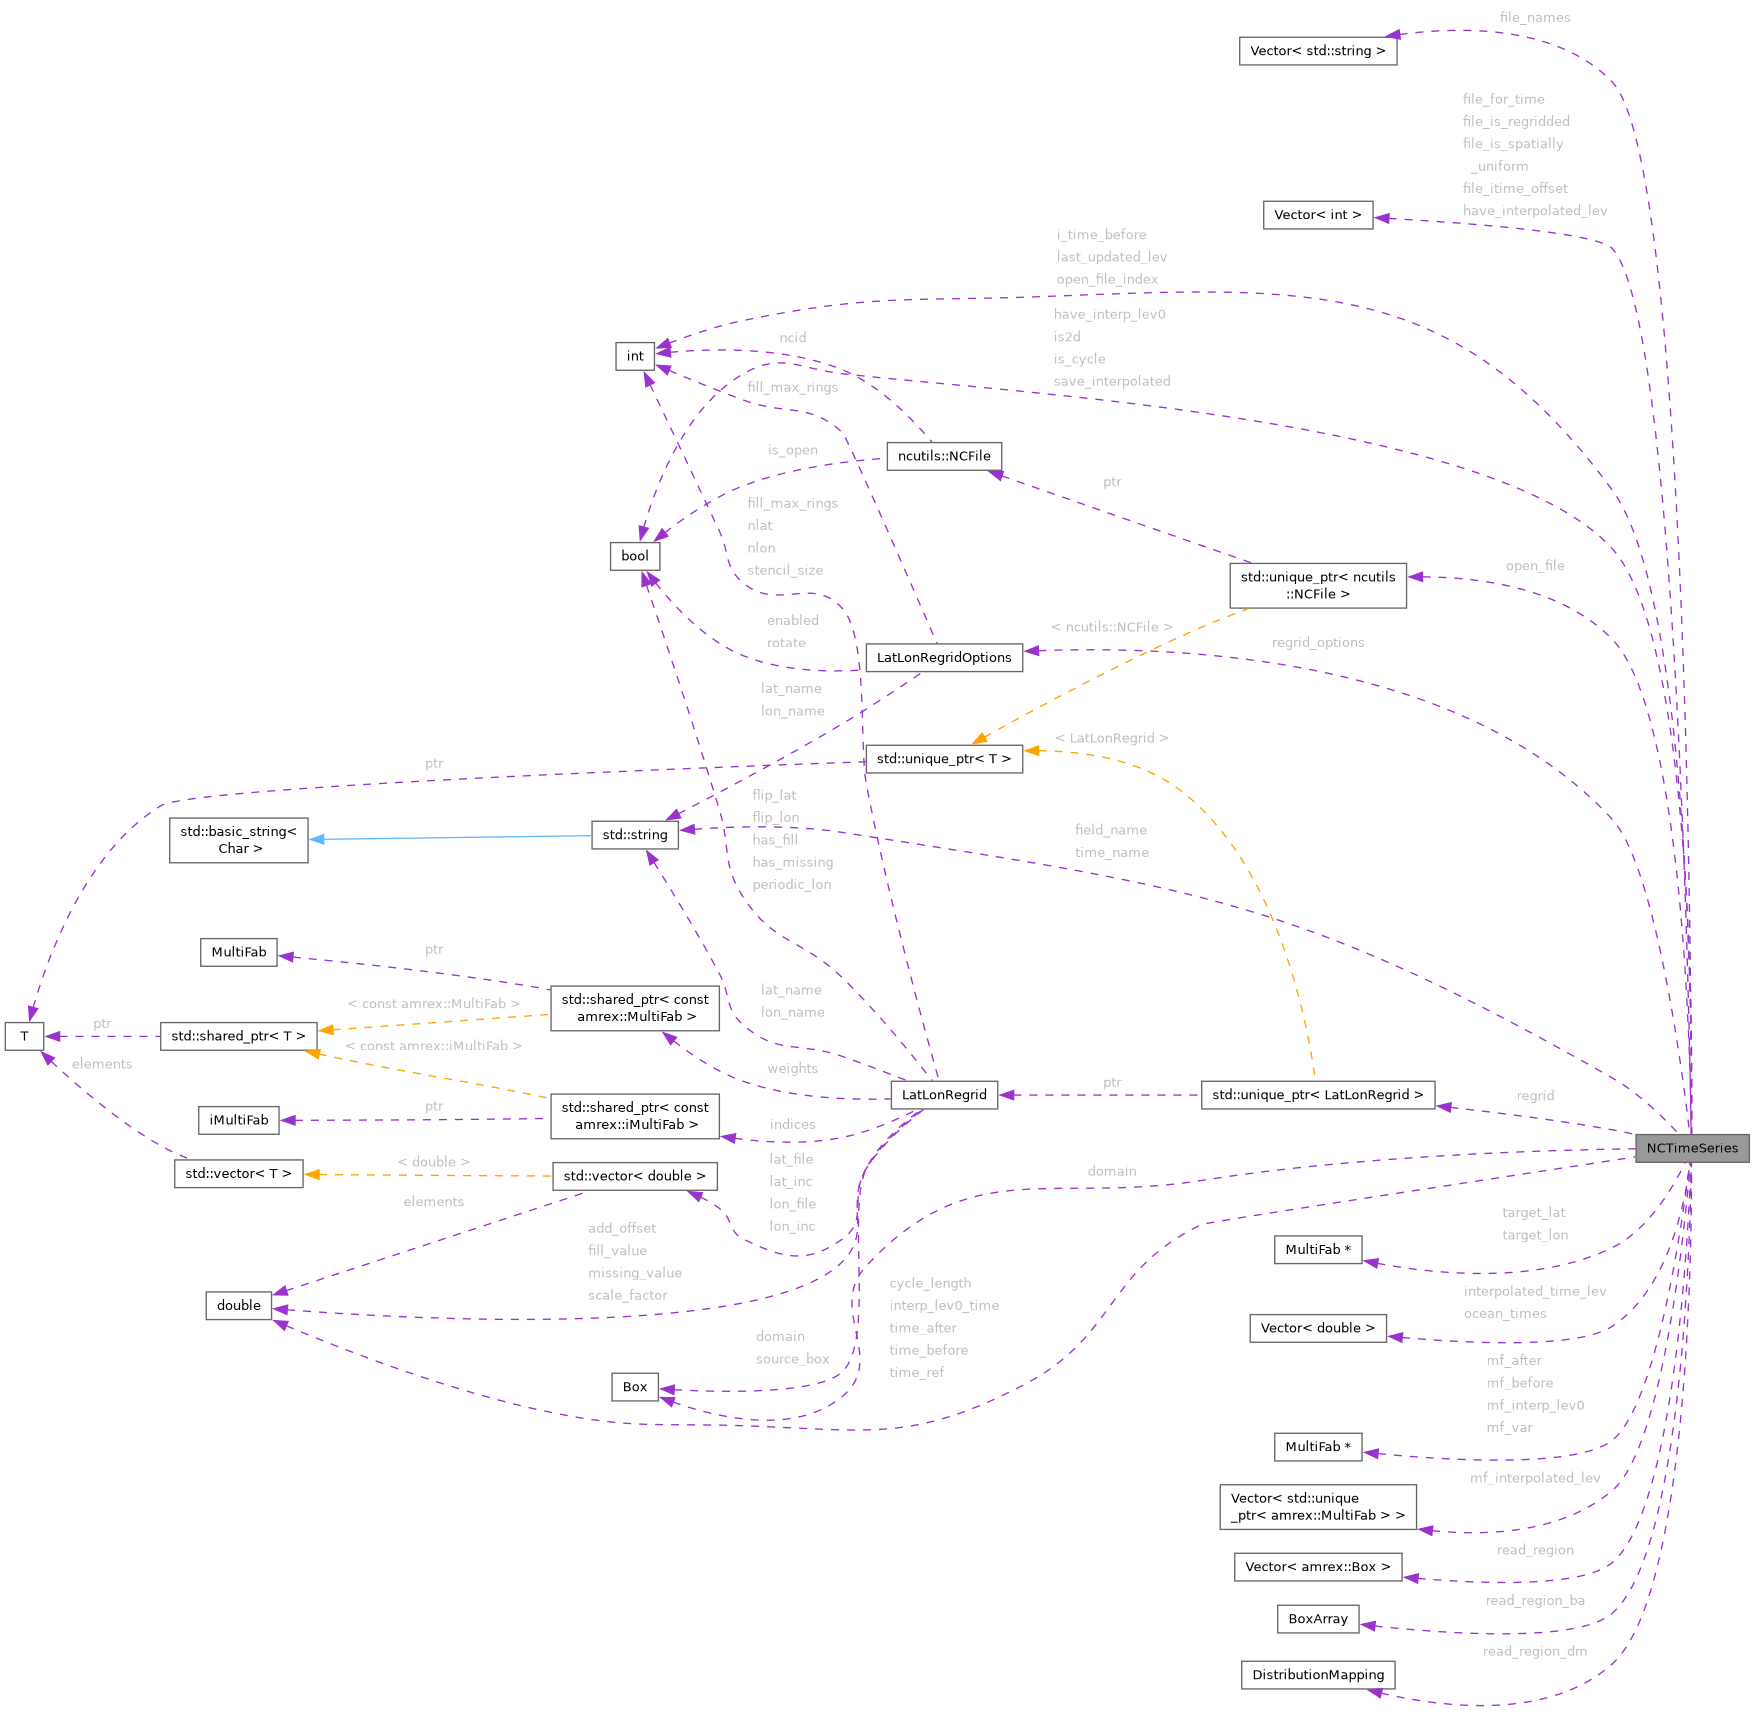 file_names
Vector< std::string >
file_for_time
file_is_regridded
file_is_spatially
_uniform
file_itime_offset
have_interpolated_lev
Vector< int >
i_time_before
last_updated_lev
open_file_index
have_interp_lev0
is2d
is_cycle
save_interpolated
ncid
int
fill_max_rings
is_open
ncutils::NCFile
ptr
fill_max_rings
nlat
nlon
stencil_size
bool
std::unique_ptr< ncutils
::NCFile >
open_file
enabled
rotate
< ncutils::NCFile >
regrid_options
LatLonRegridOptions
lat_name
lon_name
< LatLonRegrid >
std::unique_ptr< T >
ptr
flip_lat
flip_lon
has_fill
has_missing
periodic_lon
std::basic_string<
Char >
std::string
field_name
time_name
MultiFab
ptr
lat_name
lon_name
std::shared_ptr< const
amrex::MultiFab >
< const amrex::MultiFab >
T
ptr
std::shared_ptr< T >
< const amrex::iMultiFab >
elements
weights
LatLonRegrid
ptr
std::unique_ptr< LatLonRegrid >
regrid
iMultiFab
ptr
std::shared_ptr< const
amrex::iMultiFab >
indices
NCTimeSeries
std::vector< T >
< double >
std::vector< double >
lat_file
lat_inc
lon_file
lon_inc
domain
elements
add_offset
fill_value
missing_value
scale_factor
target_lat
target_lon
MultiFab *
double
cycle_length
interp_lev0_time
time_after
time_before
time_ref
interpolated_time_lev
ocean_times
Vector< double >
domain
source_box
Box
mf_after
mf_before
mf_interp_lev0
mf_var
MultiFab *
mf_interpolated_lev
Vector< std::unique
_ptr< amrex::MultiFab > >
read_region
Vector< amrex::Box >
read_region_ba
BoxArray
read_region_dm
DistributionMapping